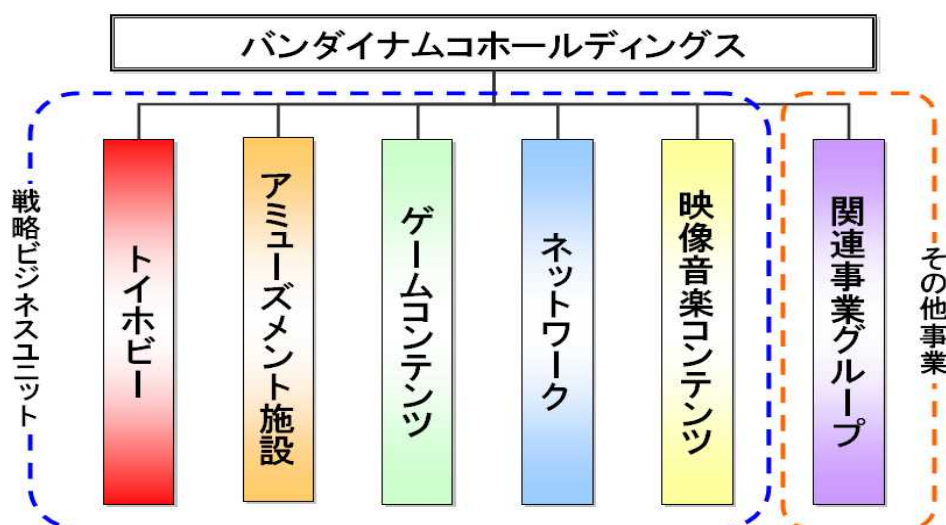 バンダイナムコホールディングス
戦略ビジネスユニット
トイホビー
アミューズメント施設
ゲームコンテンツ
ネットワーク
映像音楽コンテンツ
関連事業グループ
その他事業